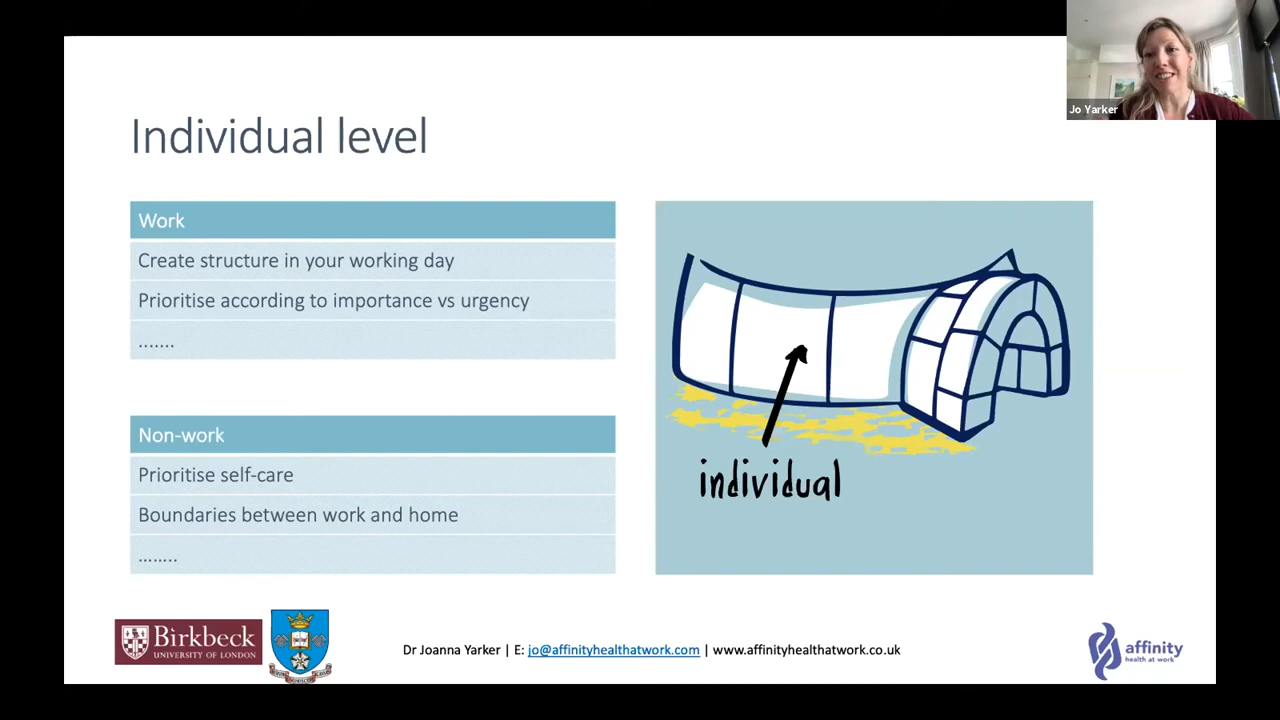 Jo Yarker
Individual level
Work
Create structure in your working day
Prioritise according to importance vs urgency
.......
Non-work
Prioritise self-care
Boundaries between work and home
........
individual
Birkbeck
UNIVERSITY OF LONDON
Dr Joanna Yarker | E: jo@affinityhealthatwork.com | www.affinityhealthatwork.co.uk
affinity
health at work